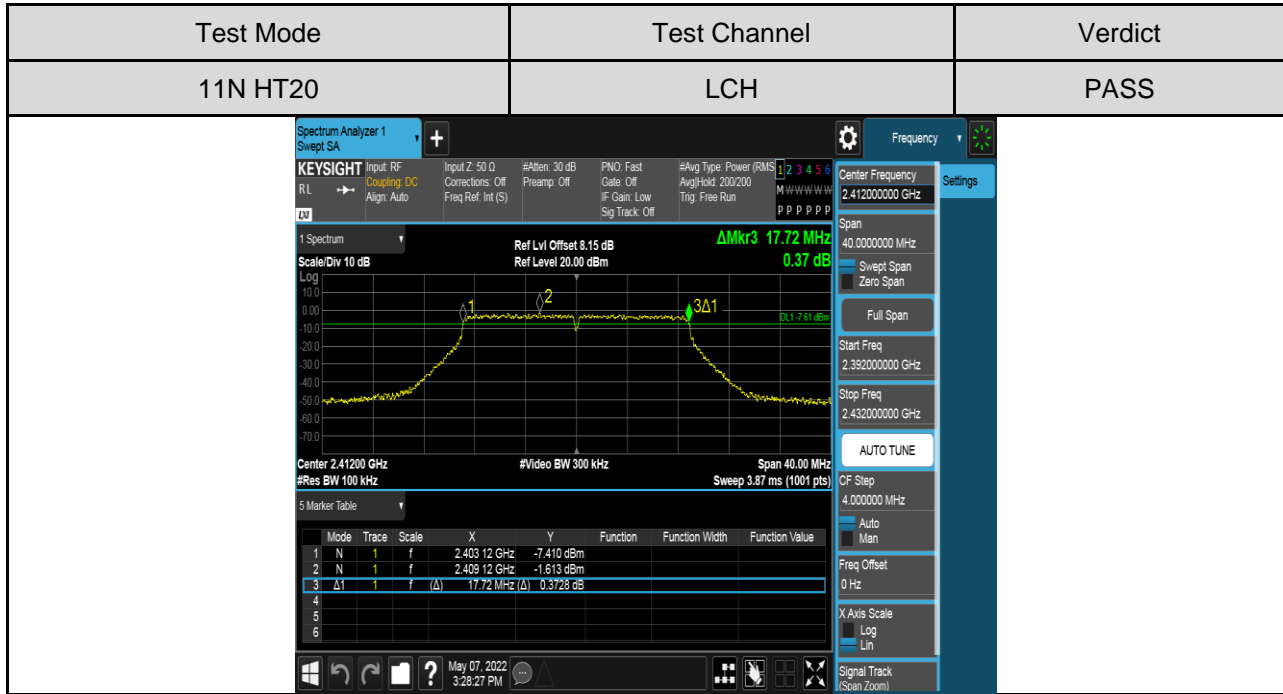 Test Mode Test Channel Verdict
11N HT20 LCH PASS
Spectrum Analyzer 1
Swept SA
+
Frequency
KEYSIGHT
RL
LXI
Input: RF
Coupling: DC
Align: Auto
Input Z: 50 Ω
Corrections: Off
Freq Ref: Int (S)
#Atten: 30 dB
Preamp: Off
PNO: Fast
Gate: Off
IF Gain: Low
Sig Track: Off
#Avg Type: Power (RMS
Avg|Hold: 200/200
Trig: Free Run
1 2 3 4 5 6
M W W W W W
P P P P P P
1 Spectrum
Scale/Div 10 dB
Ref Lvl Offset 8.15 dB
Ref Level 20.00 dBm
ΔMkr3 17.72 MHz
0.37 dB
Log
10.0
0.00
-20.0
-30.0
-40.0
-50.0
-60.0
-70.0
1
2
3Δ1
DL1 -7.61 dBm
Center 2.41200 GHz
#Res BW 100 kHz
#Video BW 300 kHz
Span 40.00 MHz
Sweep 3.87 ms (1001 pts)
5 Marker Table
Mode Trace Scale X Y Function Function Width Function Value
1 N 1 f 2.403 12 GHz -7.410 dBm
2 N 1 f 2.409 12 GHz -1.613 dBm
3 Δ1 1 f (Δ) 17.72 MHz (Δ) 0.3728 dB
4
5
6
?
May 07, 2022
3:28:27 PM
Center Frequency
2.412000000 GHz
Settings
Span
40.0000000 MHz
Swept Span
Zero Span
Full Span
Start Freq
2.392000000 GHz
Stop Freq
2.432000000 GHz
AUTO TUNE
CF Step
4.000000 MHz
Auto
Man
Freq Offset
0 Hz
X Axis Scale
Log
Lin
Signal Track
(Span Zoom)